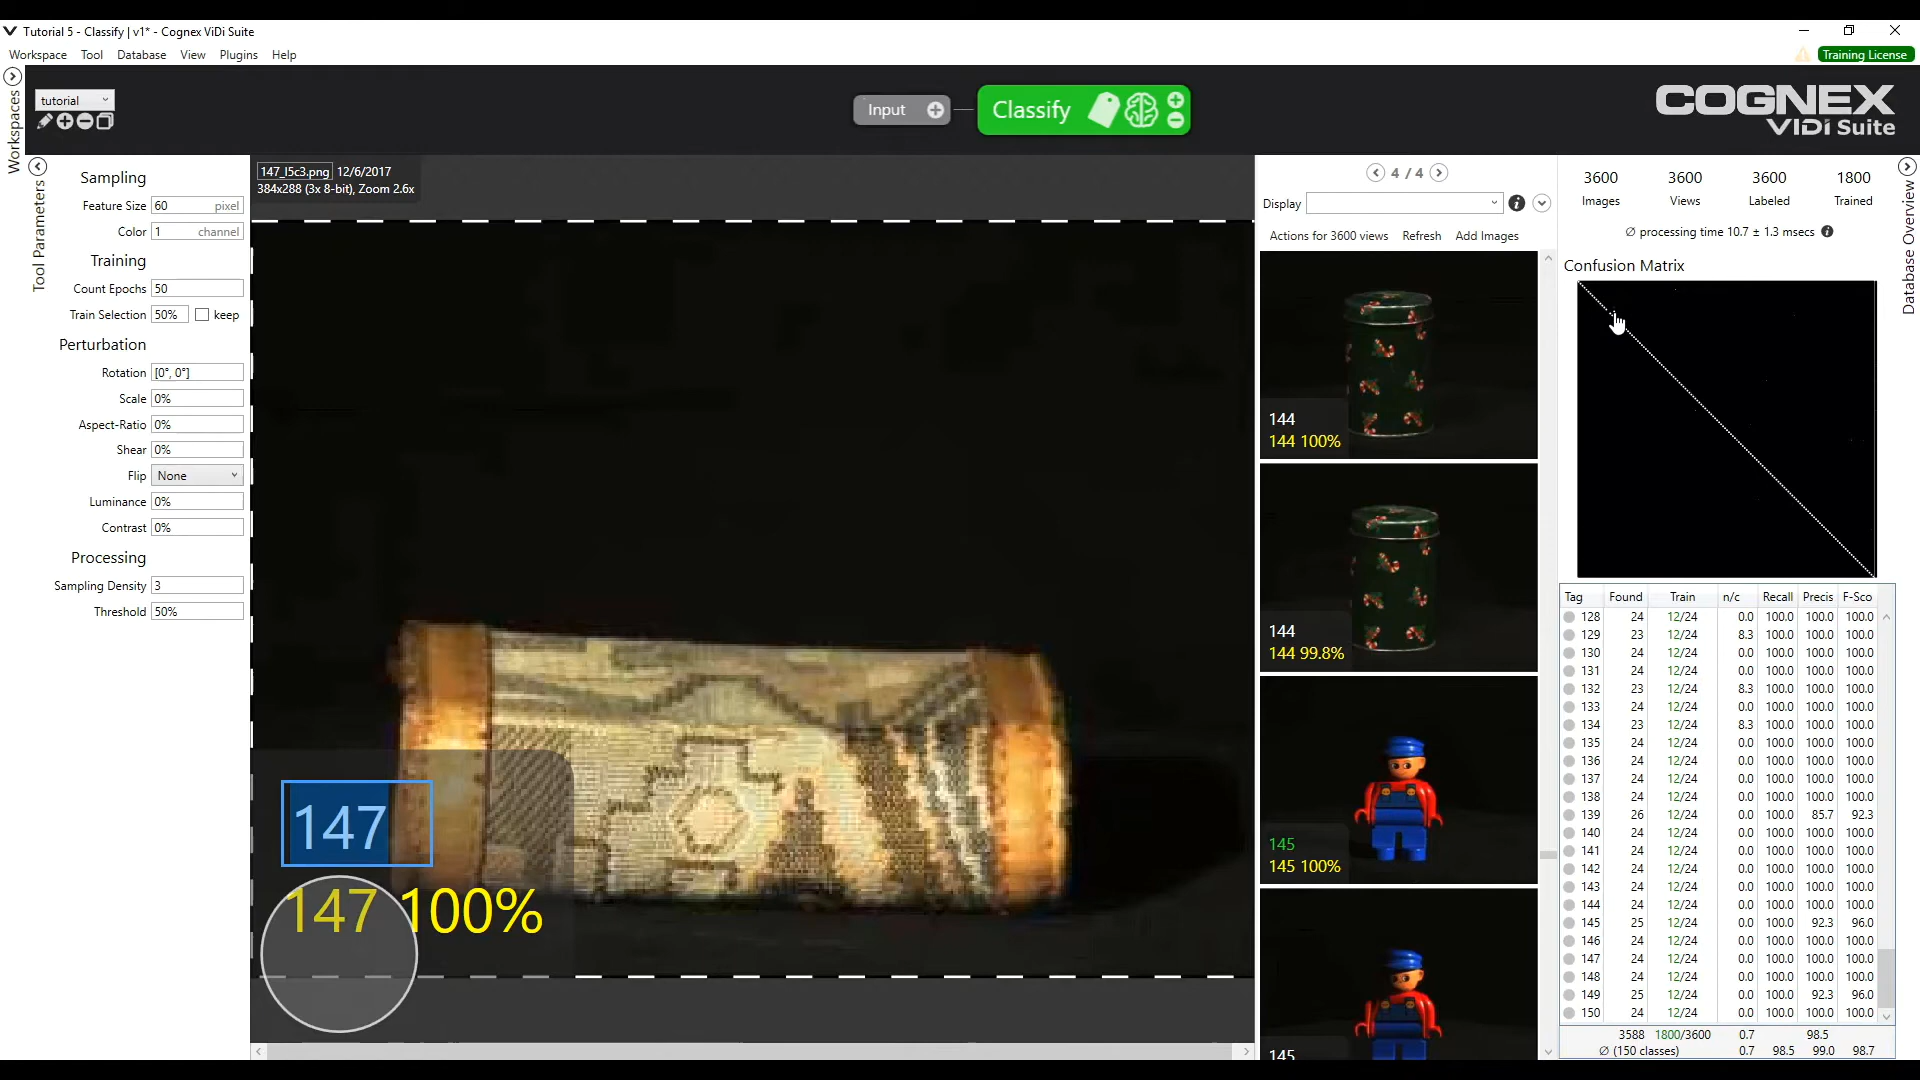 Tutorial 5 - Classify | v1* - Cognex ViDi Suite
Workspace Tool Database View Plugins Help
Training License
Workspaces
tutorial
Input
Classify
COGNEX
ViDi Suite
Tool Parameters
Sampling
Feature Size 60 pixel
Color 1 channel
Training
Count Epochs 50
Train Selection 50% keep
Perturbation
Rotation [0°, 0°]
Scale 0%
Aspect-Ratio 0%
Shear 0%
Flip None
Luminance 0%
Contrast 0%
Processing
Sampling Density 3
Threshold 50%
147_l5c3.png 12/6/2017
384x288 (3x 8-bit), Zoom 2.6x
147
147 100%
4 / 4
Display
Actions for 3600 views Refresh Add Images
144
144 100%
144
144 99.8%
145
145 100%
145
3600 3600 3600 1800
Images Views Labeled Trained
∅ processing time 10.7 ± 1.3 msecs
Database Overview
Confusion Matrix
Tag Found Train n/c Recall Precis F-Sco
128 24 12/24 0.0 100.0 100.0 100.0
129 23 12/24 8.3 100.0 100.0 100.0
130 24 12/24 0.0 100.0 100.0 100.0
131 24 12/24 0.0 100.0 100.0 100.0
132 23 12/24 8.3 100.0 100.0 100.0
133 24 12/24 0.0 100.0 100.0 100.0
134 23 12/24 8.3 100.0 100.0 100.0
135 24 12/24 0.0 100.0 100.0 100.0
136 24 12/24 0.0 100.0 100.0 100.0
137 24 12/24 0.0 100.0 100.0 100.0
138 24 12/24 0.0 100.0 100.0 100.0
139 26 12/24 0.0 100.0 85.7 92.3
140 24 12/24 0.0 100.0 100.0 100.0
141 24 12/24 0.0 100.0 100.0 100.0
142 24 12/24 0.0 100.0 100.0 100.0
143 24 12/24 0.0 100.0 100.0 100.0
144 24 12/24 0.0 100.0 100.0 100.0
145 25 12/24 0.0 100.0 92.3 96.0
146 24 12/24 0.0 100.0 100.0 100.0
147 24 12/24 0.0 100.0 100.0 100.0
148 24 12/24 0.0 100.0 100.0 100.0
149 25 12/24 0.0 100.0 92.3 96.0
150 24 12/24 0.0 100.0 100.0 100.0
3588 1800/3600 0.7 98.5
∅ (150 classes) 0.7 98.5 99.0 98.7